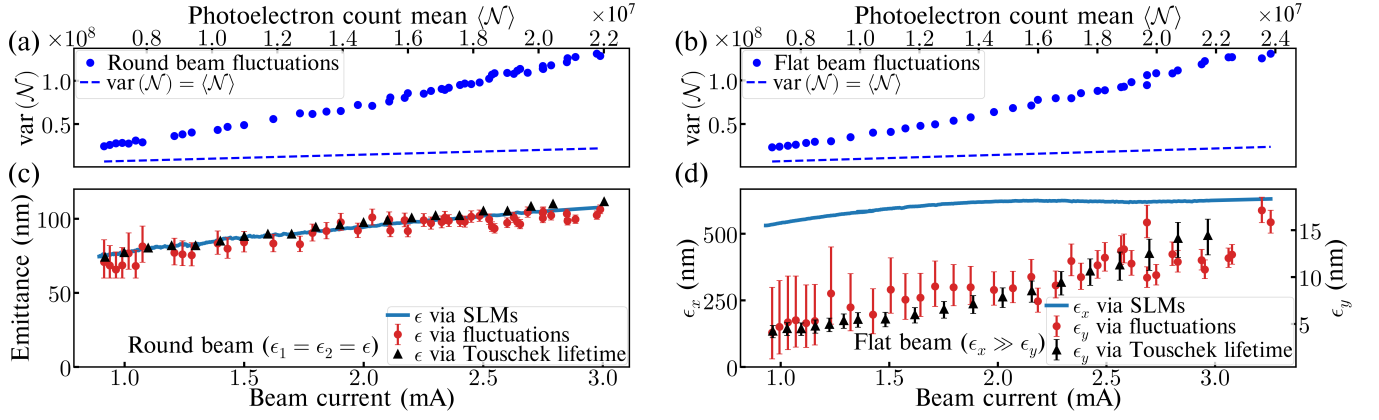 Photoelectron count mean ⟨𝒩⟩
×10⁷
0.8 1.0 1.2 1.4 1.6 1.8 2.0 2.2
(a)
×10⁸
var (𝒩)
1.0
0.5
Round beam fluctuations
var (𝒩) = ⟨𝒩⟩
(c)
Emittance (nm)
100
50
0
ϵ via SLMs
ϵ via fluctuations
ϵ via Touschek lifetime
Round beam (ϵ₁ = ϵ₂ = ϵ)
1.0 1.5 2.0 2.5 3.0
Beam current (mA)
Photoelectron count mean ⟨𝒩⟩
×10⁷
0.8 1.0 1.2 1.4 1.6 1.8 2.0 2.2 2.4
(b)
×10⁸
var (𝒩)
1.0
0.5
Flat beam fluctuations
var (𝒩) = ⟨𝒩⟩
(d)
ϵₓ (nm)
500
250
0
15
10
5
ϵᵧ (nm)
ϵₓ via SLMs
ϵᵧ via fluctuations
ϵᵧ via Touschek lifetime
Flat beam (ϵₓ ≫ ϵᵧ)
1.0 1.5 2.0 2.5 3.0
Beam current (mA)